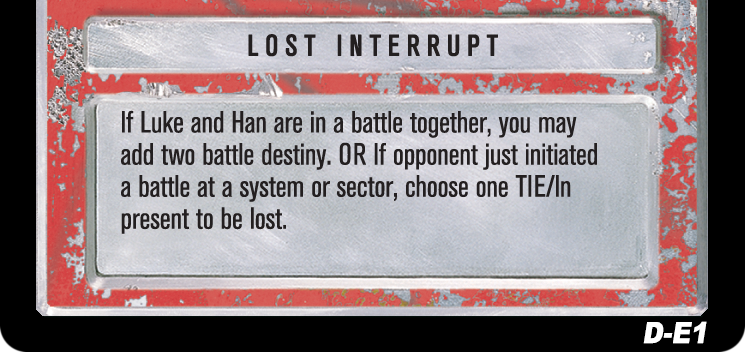 LOST INTERRUPT
If Luke and Han are in a battle together, you may
add two battle destiny. OR If opponent just initiated
a battle at a system or sector, choose one TIE/ln
present to be lost.
D-E1